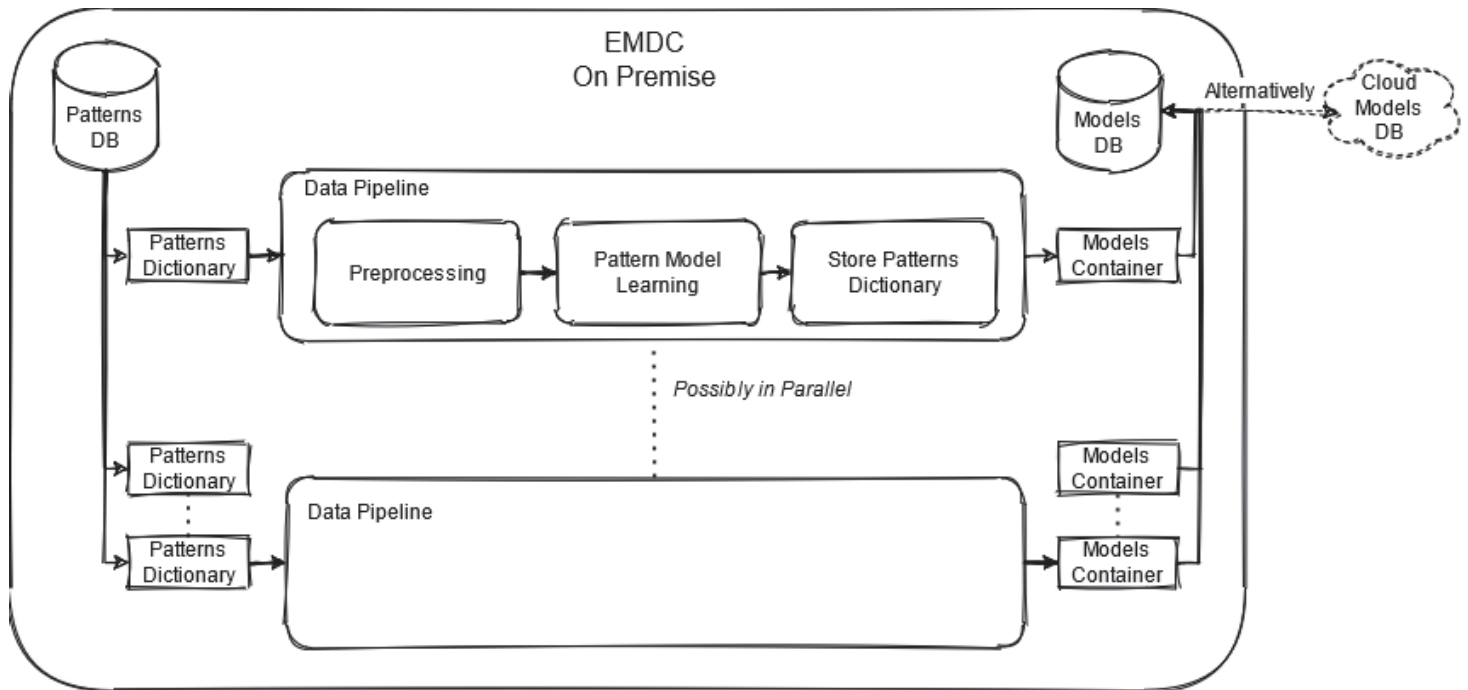 EMDC
On Premise
Patterns
DB
Models
DB
Alternatively
Cloud
Models
DB
Data Pipeline
Patterns
Dictionary
Preprocessing
Pattern Model
Learning
Store Patterns
Dictionary
Models
Container
Possibly in Parallel
Patterns
Dictionary
Models
Container
Data Pipeline
Patterns
Dictionary
Models
Container